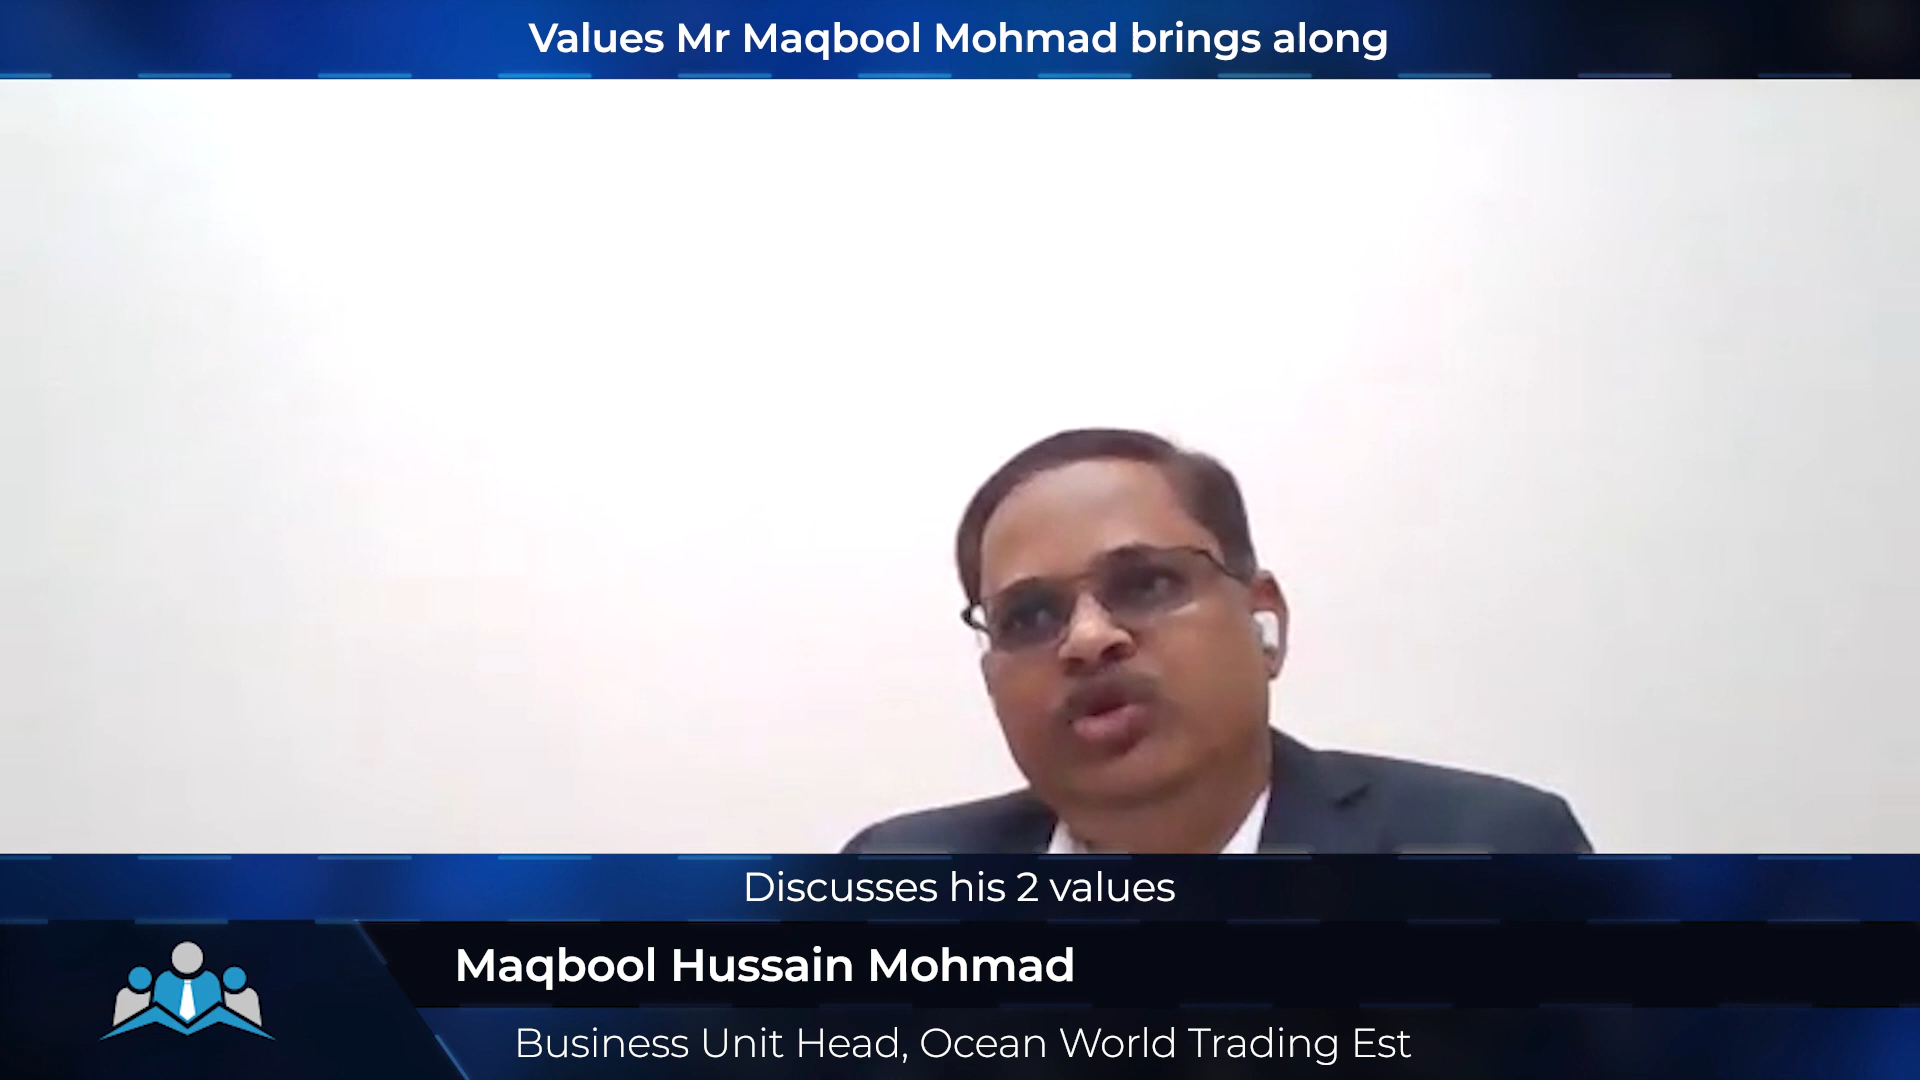 Values Mr Maqbool Mohmad brings along
Discusses his 2 values
Maqbool Hussain Mohmad
Business Unit Head, Ocean World Trading Est